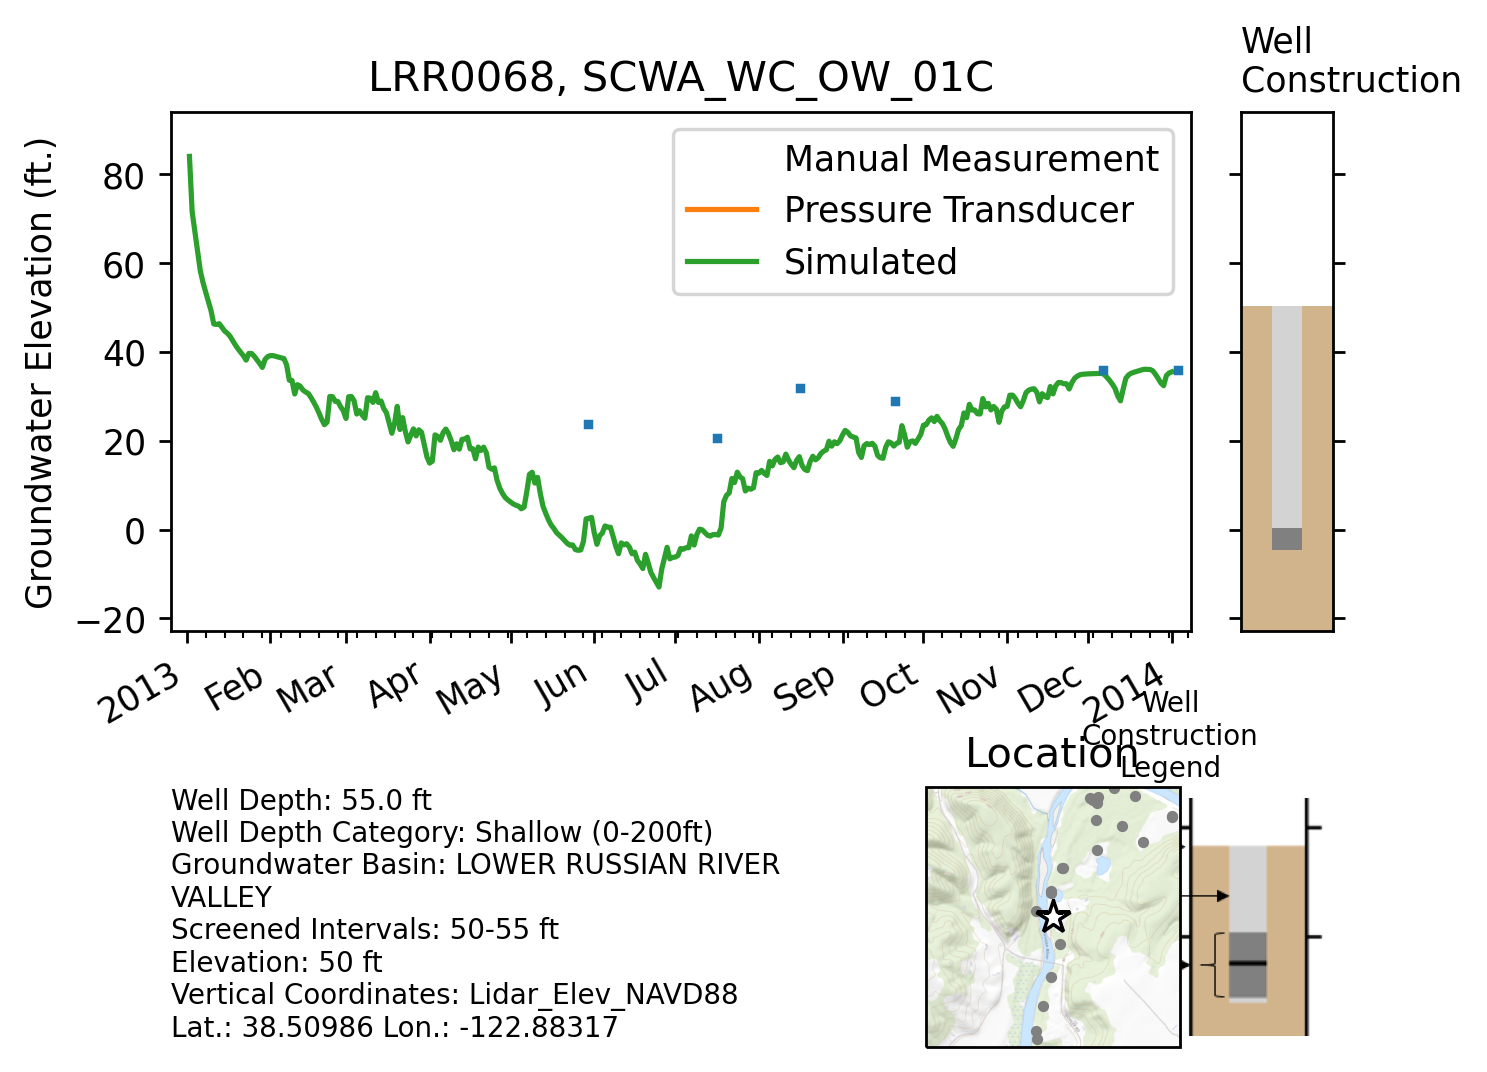 Well
Construction
LRR0068, SCWA_WC_OW_01C
Groundwater Elevation (ft.)
80
60
40
20
0
−20
Manual Measurement
Pressure Transducer
Simulated
2013
Feb
Mar
Apr
May
Jun
Jul
Aug
Sep
Oct
Nov
Dec
2014
Well
Construction
Legend
Location
Well Depth: 55.0 ft
Well Depth Category: Shallow (0-200ft)
Groundwater Basin: LOWER RUSSIAN RIVER
VALLEY
Screened Intervals: 50-55 ft
Elevation: 50 ft
Vertical Coordinates: Lidar_Elev_NAVD88
Lat.: 38.50986 Lon.: -122.88317